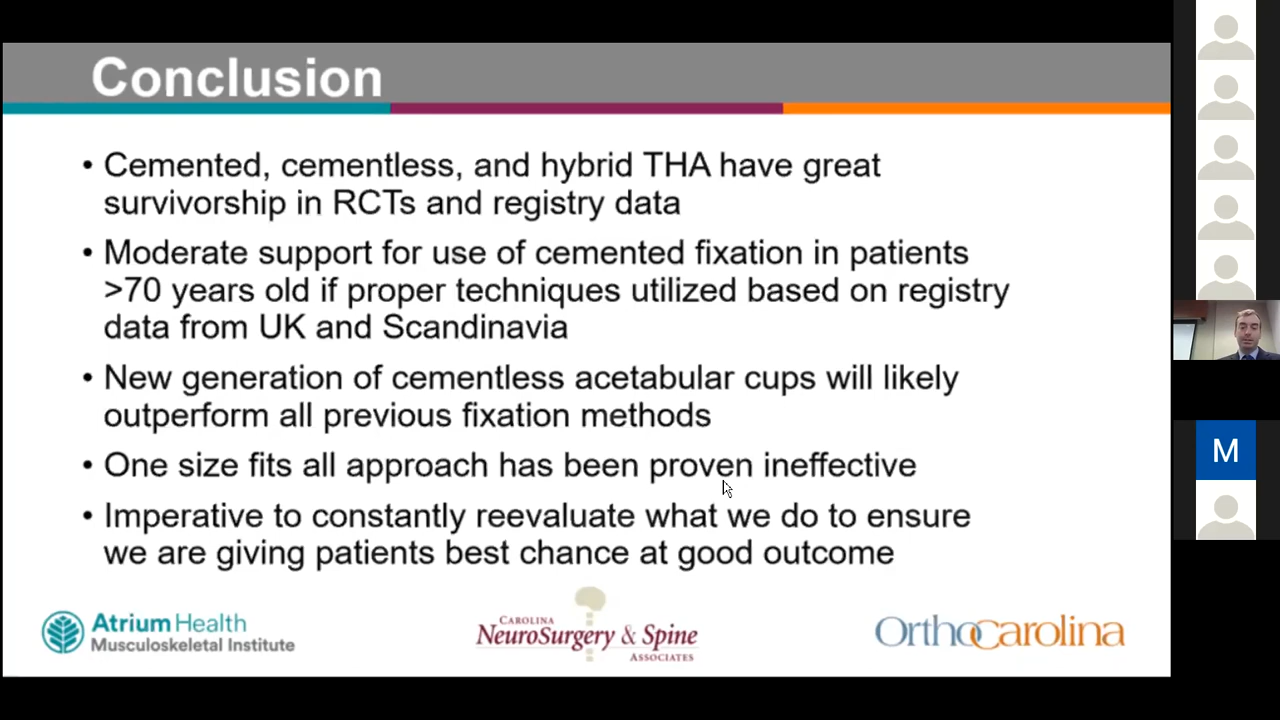 Conclusion
• Cemented, cementless, and hybrid THA have great
survivorship in RCTs and registry data
• Moderate support for use of cemented fixation in patients
>70 years old if proper techniques utilized based on registry
data from UK and Scandinavia
• New generation of cementless acetabular cups will likely
outperform all previous fixation methods
• One size fits all approach has been proven ineffective
• Imperative to constantly reevaluate what we do to ensure
we are giving patients best chance at good outcome
Atrium Health
Musculoskeletal Institute
CAROLINA
NEUROSURGERY & SPINE
ASSOCIATES
OrthoCarolina
M